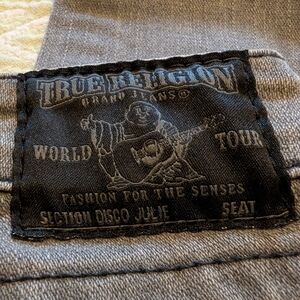 TRUE RELIGION
BRAND JEANS®
WORLD TOUR
FASHION FOR THE SENSES
SECTION DISCO JULIE SEAT